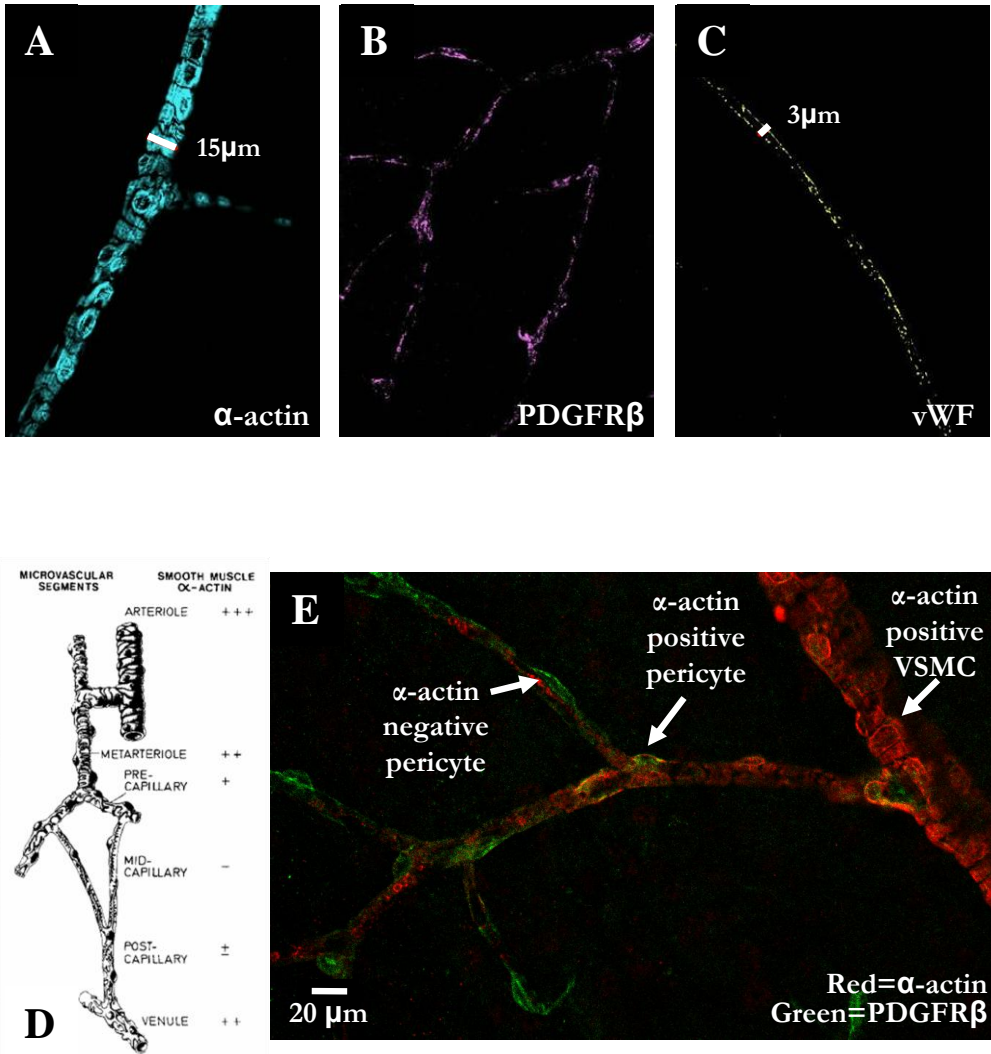 A
15µm
α-actin
B
PDGFRβ
C
3µm
vWF
MICROVASCULAR
SEGMENTS
SMOOTH MUSCLE
α-ACTIN
ARTERIOLE +++
METARTERIOLE ++
PRE-
CAPILLARY +
MID-
CAPILLARY −
POST-
CAPILLARY ±
VENULE ++
D
E
α-actin
negative
pericyte
α-actin
positive
pericyte
α-actin
positive
VSMC
20 µm
Red=α-actin
Green=PDGFRβ